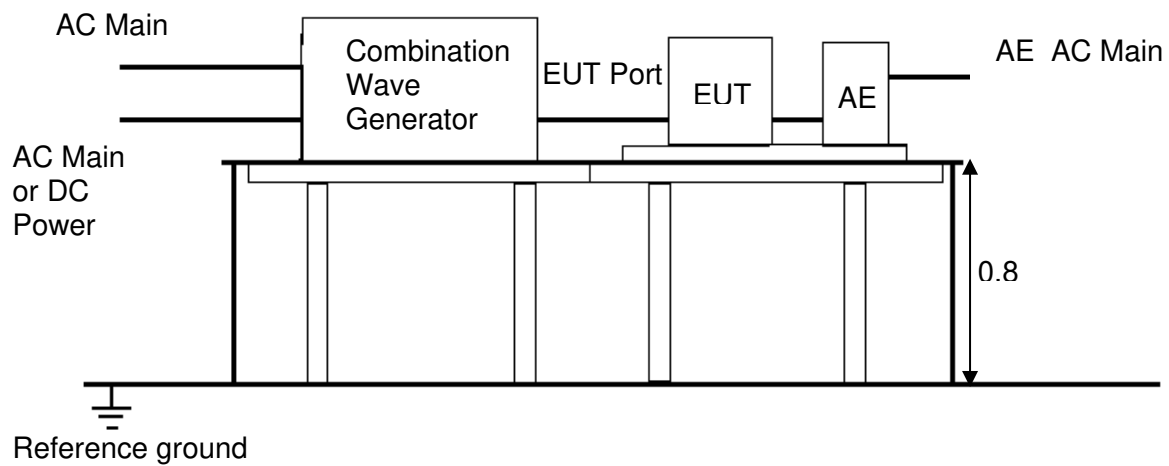 AC Main
Combination
Wave
Generator
EUT Port
EUT
AE
AE AC Main
AC Main
or DC
Power
0.8
Reference ground